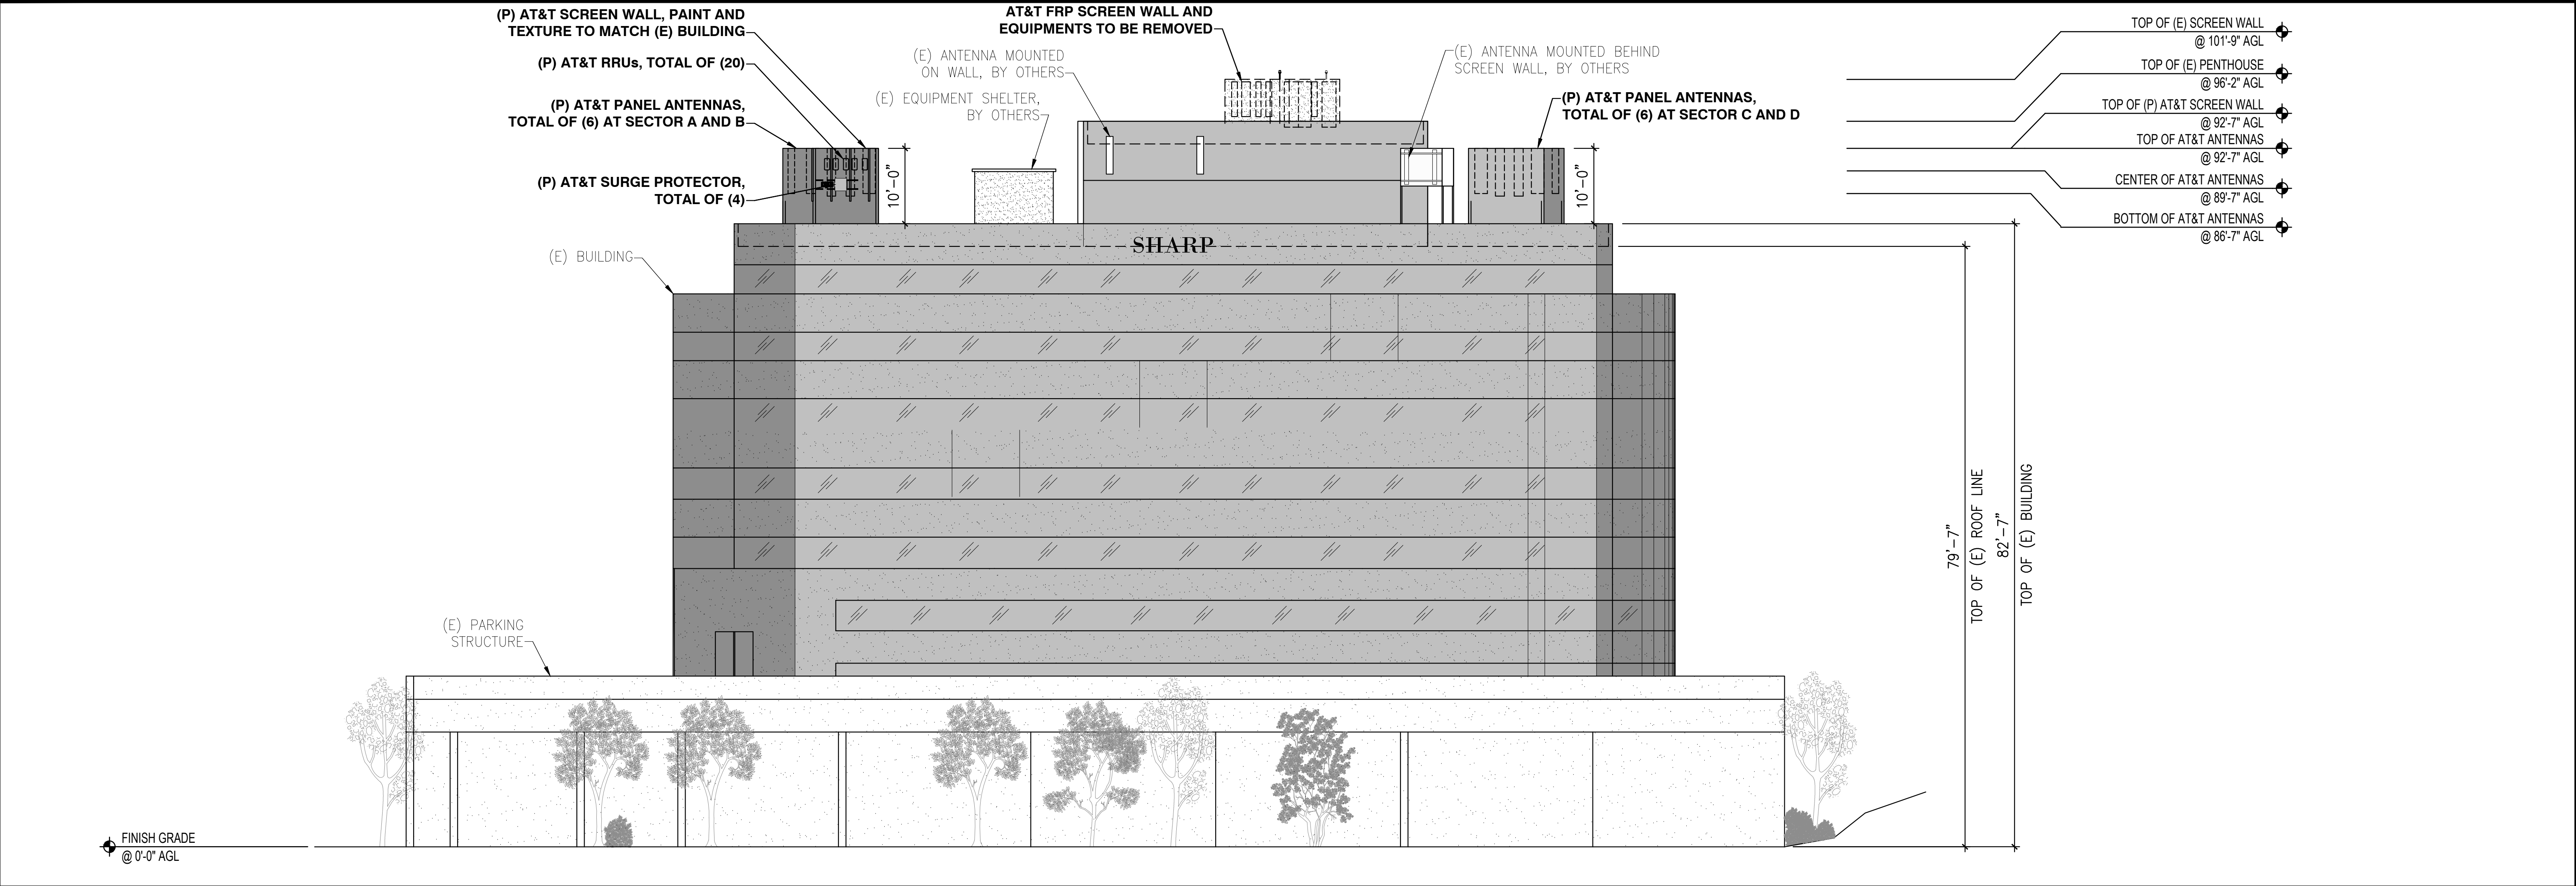 (P) AT&T SCREEN WALL, PAINT AND
TEXTURE TO MATCH (E) BUILDING
(P) AT&T RRUs, TOTAL OF (20)
(P) AT&T PANEL ANTENNAS,
TOTAL OF (6) AT SECTOR A AND B
(P) AT&T SURGE PROTECTOR,
TOTAL OF (4)
(E) BUILDING
(E) PARKING
STRUCTURE
FINISH GRADE
@ 0'-0" AGL
10'-0"
(E) ANTENNA MOUNTED
ON WALL, BY OTHERS
(E) EQUIPMENT SHELTER,
BY OTHERS
AT&T FRP SCREEN WALL AND
EQUIPMENTS TO BE REMOVED
(E) ANTENNA MOUNTED BEHIND
SCREEN WALL, BY OTHERS
(P) AT&T PANEL ANTENNAS,
TOTAL OF (6) AT SECTOR C AND D
10'-0"
SHARP
TOP OF (E) SCREEN WALL
@ 101'-9" AGL
TOP OF (E) PENTHOUSE
@ 96'-2" AGL
TOP OF (P) AT&T SCREEN WALL
@ 92'-7" AGL
TOP OF AT&T ANTENNAS
@ 92'-7" AGL
CENTER OF AT&T ANTENNAS
@ 89'-7" AGL
BOTTOM OF AT&T ANTENNAS
@ 86'-7" AGL
79'-7"
TOP OF (E) ROOF LINE
82'-7"
TOP OF (E) BUILDING